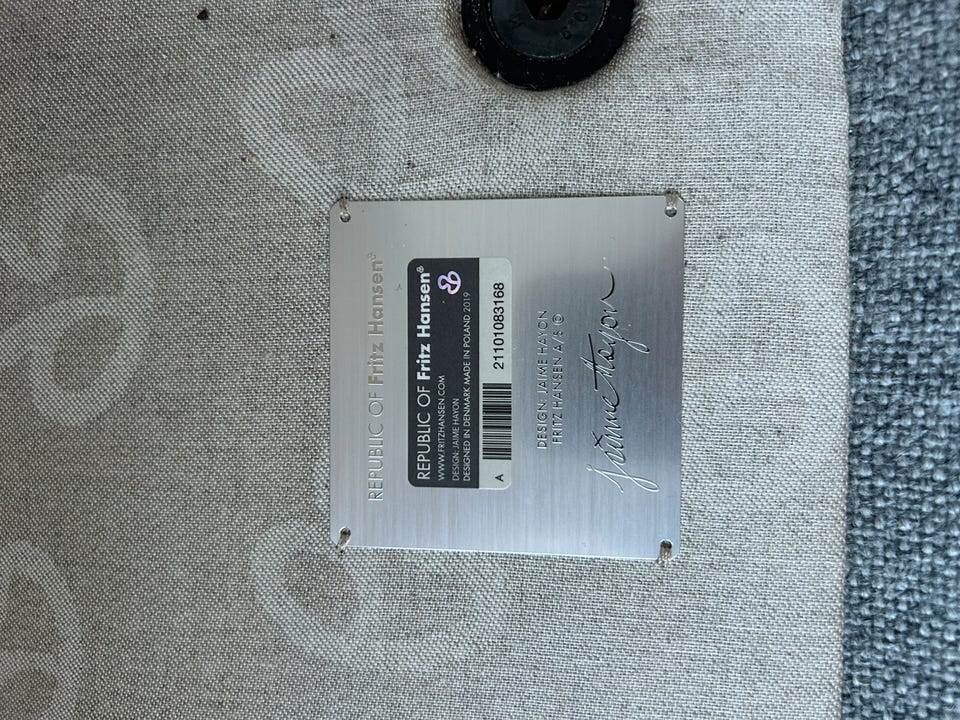 REPUBLIC OF Fritz Hansen®
REPUBLIC OF Fritz Hansen®
WWW.FRITZHANSEN.COM
DESIGN: JAIME HAYON
DESIGNED IN DENMARK MADE IN POLAND 2019
A 21101083168
DESIGN: JAIME HAYON
FRITZ HANSEN A/S ©
Jaime Hayon